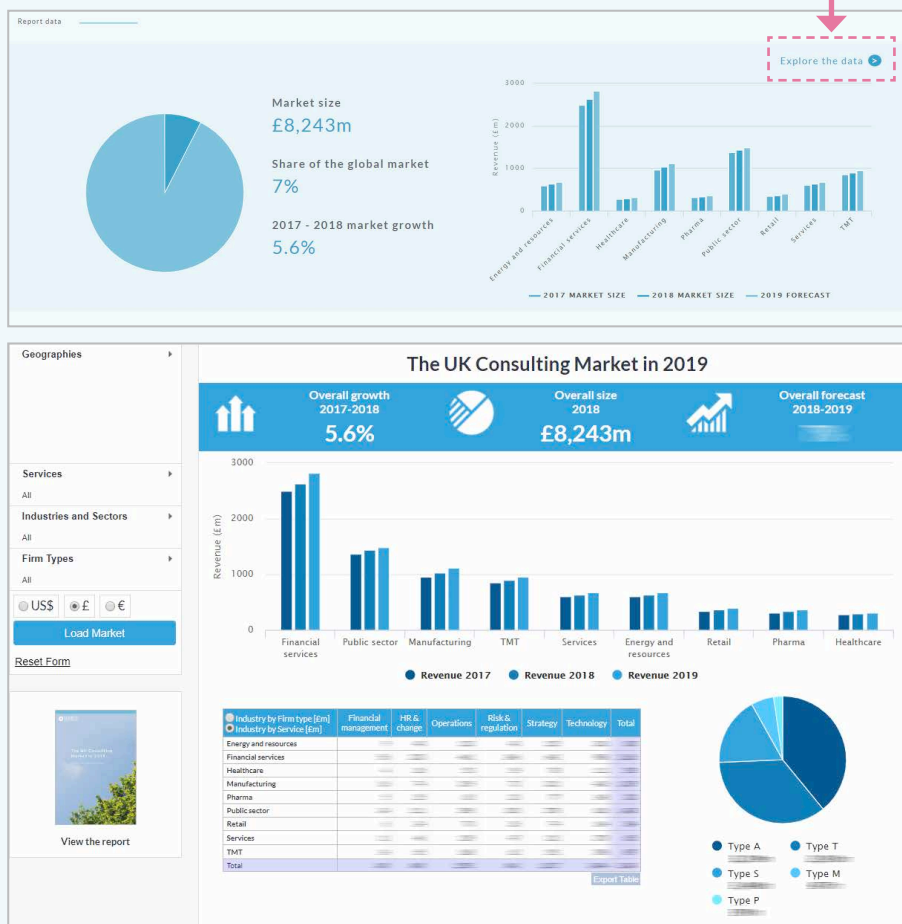 Report data
Explore the data
Market size
£8,243m
Share of the global market
7%
2017 - 2018 market growth
5.6%
3000
2000
1000
0
Revenue (£m)
Energy and resources
Financial services
Healthcare
Manufacturing
Pharma
Public sector
Retail
Services
TMT
2017 MARKET SIZE
2018 MARKET SIZE
2019 FORECAST
Geographies
Services
All
Industries and Sectors
All
Firm Types
All
US$ £ €
Load Market
Reset Form
The UK Consulting Market in 2019
View the report
The UK Consulting Market in 2019
Overall growth
2017-2018
5.6%
Overall size
2018
£8,243m
Overall forecast
2018-2019
3000
2000
1000
0
Revenue (£m)
Financial services
Public sector
Manufacturing
TMT
Services
Energy and resources
Retail
Pharma
Healthcare
Revenue 2017
Revenue 2018
Revenue 2019
Industry by Firm type [£m]
Industry by Service [£m]
Financial management
HR & change
Operations
Risk & regulation
Strategy
Technology
Total
Energy and resources
Financial services
Healthcare
Manufacturing
Pharma
Public sector
Retail
Services
TMT
Total
Export Table
Type A
Type T
Type S
Type M
Type P